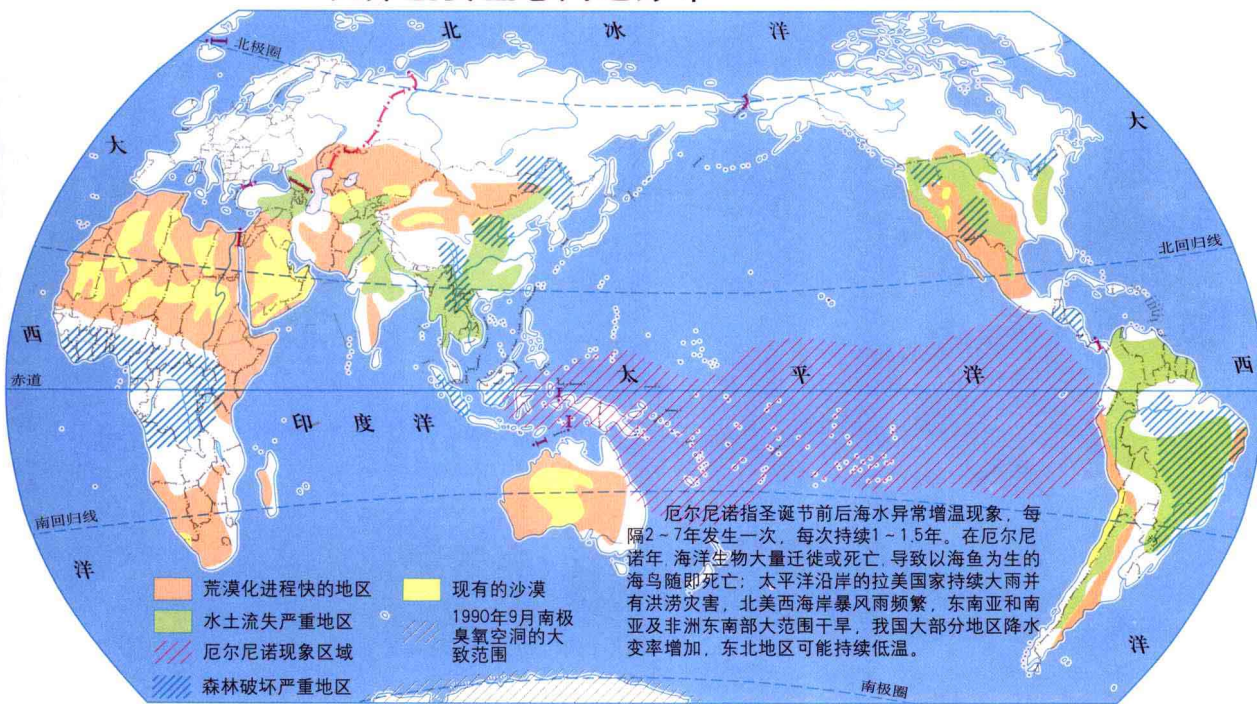 北 冰 洋
北极圈
大
大
北回归线
西
太 平 洋
西
赤道
印 度 洋
南回归线
洋
厄尔尼诺指圣诞节前后海水异常增温现象，每
隔2～7年发生一次，每次持续1～1.5年。在厄尔尼
诺年，海洋生物大量迁徙或死亡，导致以海鱼为生的
海鸟随即死亡；太平洋沿岸的拉美国家持续大雨并
有洪涝灾害，北美西海岸暴风雨频繁，东南亚和南
亚及非洲东南部大范围干旱，我国大部分地区降水
变率增加，东北地区可能持续低温。
洋
荒漠化进程快的地区
水土流失严重地区
厄尔尼诺现象区域
森林破坏严重地区
现有的沙漠
1990年9月南极
臭氧空洞的大
致范围
南极圈